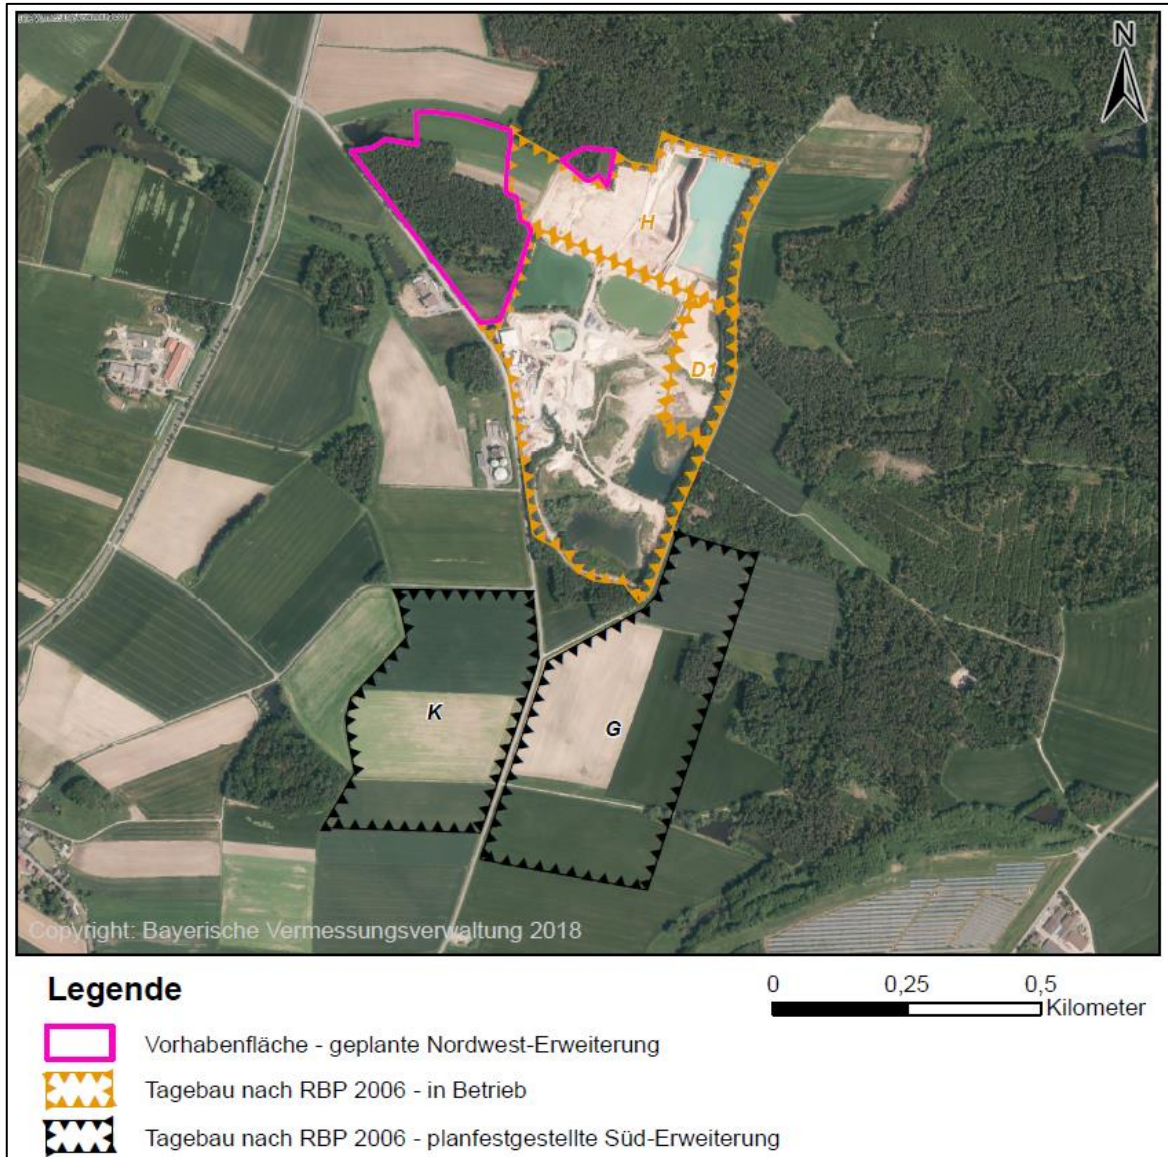 N
H
D1
K
G
Copyright: Bayerische Vermessungsverwaltung 2018
Legende
0 0,25 0,5
Kilometer
Vorhabenfläche - geplante Nordwest-Erweiterung
Tagebau nach RBP 2006 - in Betrieb
Tagebau nach RBP 2006 - planfestgestellte Süd-Erweiterung